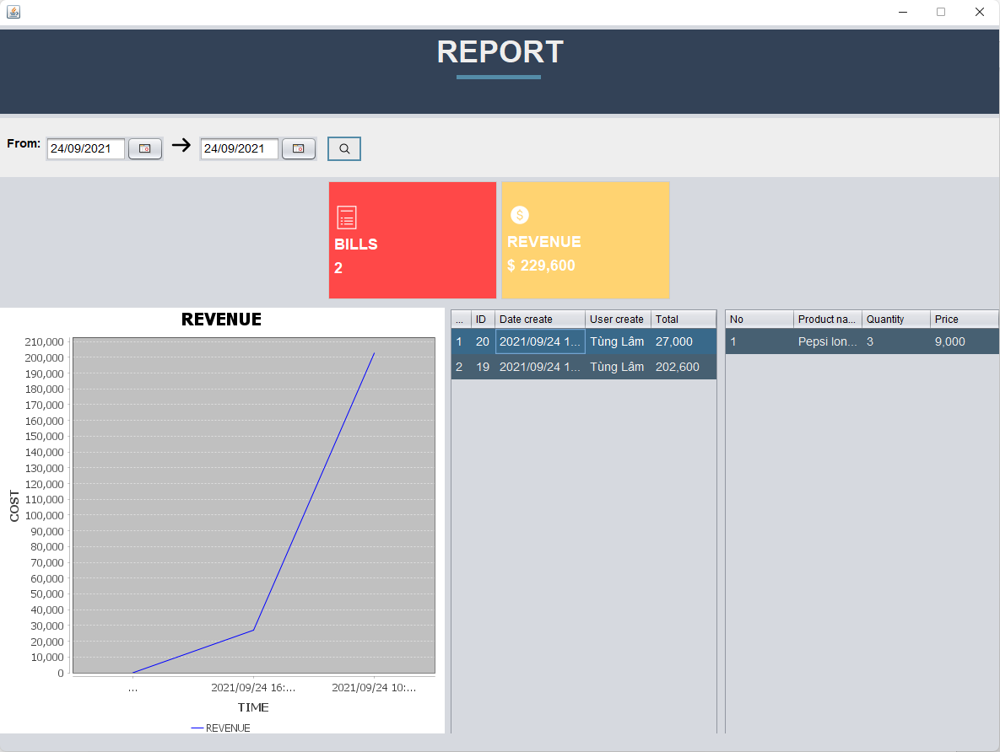 REPORT
From: 24/09/2021 24/09/2021
BILLS
2
$
REVENUE
$ 229,600
REVENUE
210,000
200,000
190,000
180,000
170,000
160,000
150,000
140,000
130,000
120,000
110,000
100,000
90,000
80,000
70,000
60,000
50,000
40,000
30,000
20,000
10,000
0
COST
... 2021/09/24 16:... 2021/09/24 10:...
TIME
REVENUE
... ID Date create User create Total
1 20 2021/09/24 1... Tùng Lâm 27,000
2 19 2021/09/24 1... Tùng Lâm 202,600
No Product na... Quantity Price
1 Pepsi lon... 3 9,000